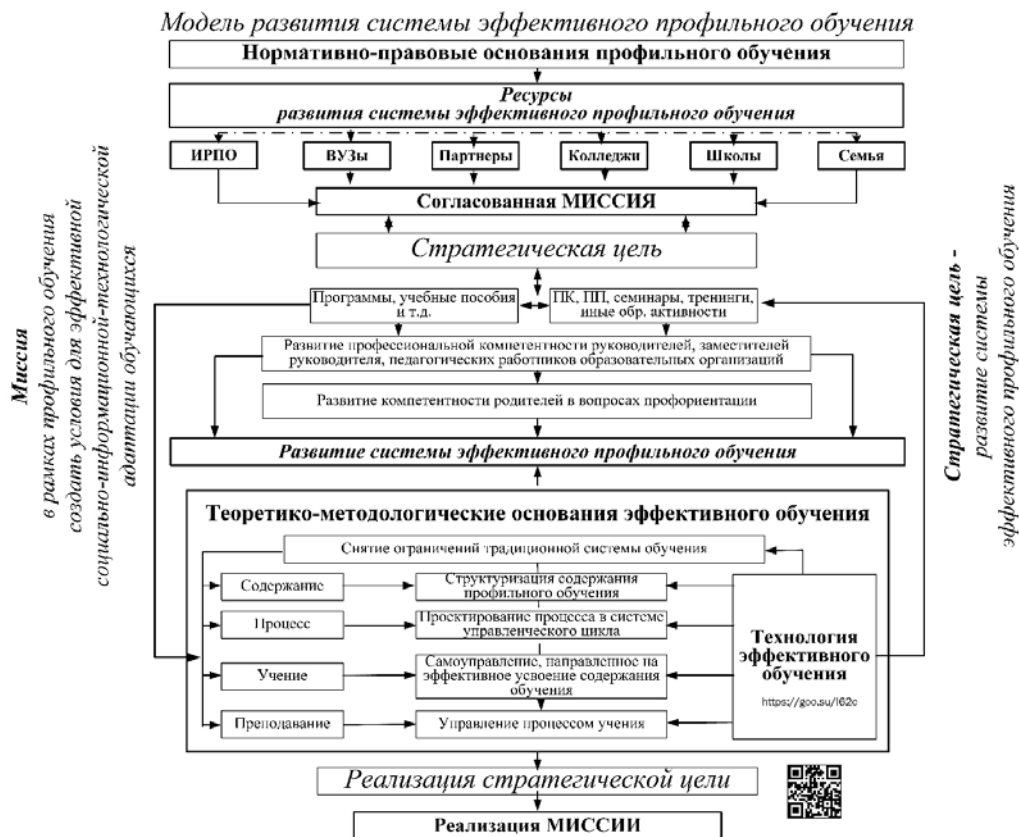 Модель развития системы эффективного профильного обучения
Нормативно-правовые основания профильного обучения
Ресурсы
развития системы эффективного профильного обучения
ИРПО
ВУЗы
Партнеры
Колледжи
Школы
Семья
Согласованная МИССИЯ
Стратегическая цель
Программы, учебные пособия
и т.д.
ПК, ПП, семинары, тренинги,
иные обр. активности
Развитие профессиональной компетентности руководителей, заместителей
руководителя, педагогических работников образовательных организаций
Развитие компетентности родителей в вопросах профориентации
Развитие системы эффективного профильного обучения
Миссия
в рамках профильного обучения
создать условия для эффективной
социально-информационной-технологической
адаптации обучающихся
Стратегическая цель -
развитие системы
эффективного профильного обучения
Теоретико-методологические основания эффективного обучения
Снятие ограничений традиционной системы обучения
Содержание
Структуризация содержания
профильного обучения
Процесс
Проектирование процесса в системе
управленческого цикла
Учение
Самоуправление, направленное на
эффективное усвоение содержания
обучения
Преподавание
Управление процессом учения
Технология
эффективного
обучения
Реализация стратегической цели
Реализация МИССИИ